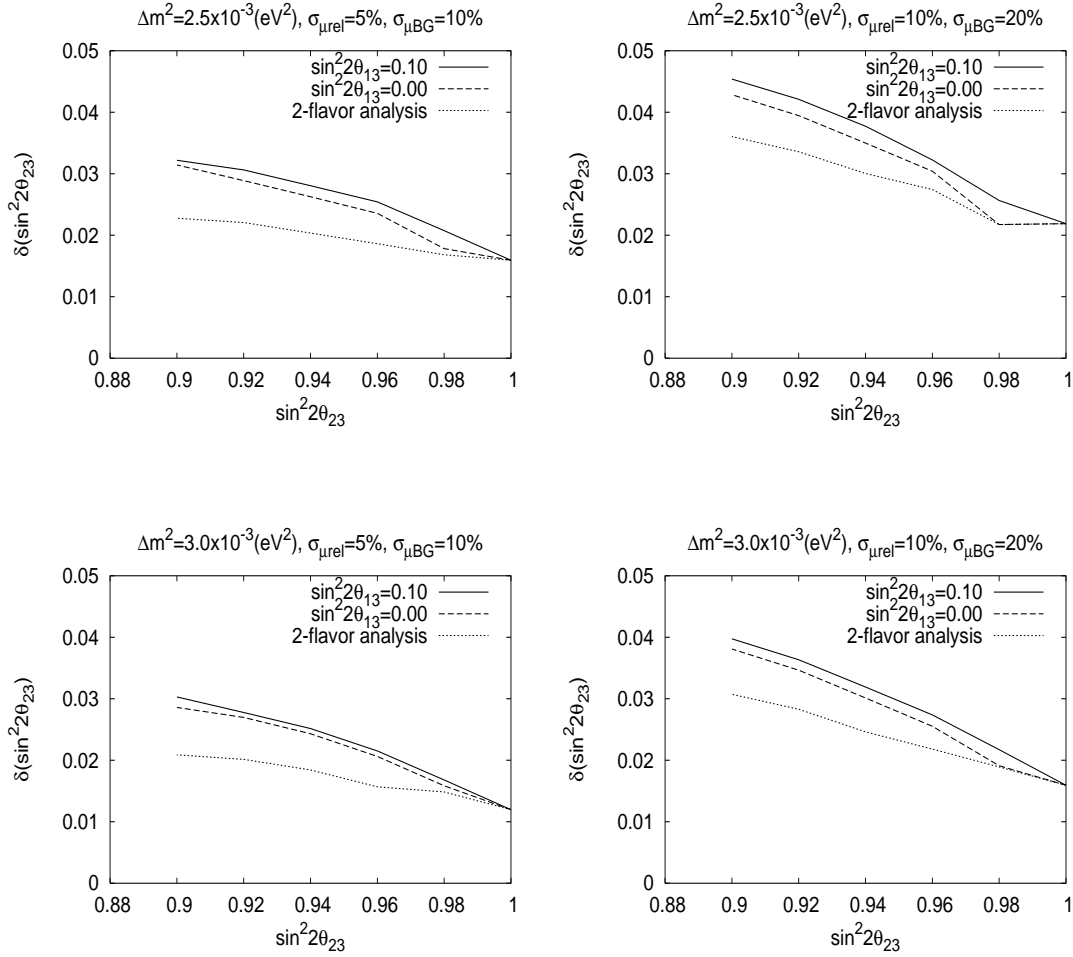 Δm²=2.5x10⁻³(eV²), σμrel=5%, σμBG=10%
0.05
0.04
0.03
0.02
0.01
0
sin²2θ₁₃=0.10
sin²2θ₁₃=0.00
2-flavor analysis
δ(sin²2θ₂₃)
0.88 0.9 0.92 0.94 0.96 0.98 1
sin²2θ₂₃
Δm²=2.5x10⁻³(eV²), σμrel=10%, σμBG=20%
0.05
0.04
0.03
0.02
0.01
0
sin²2θ₁₃=0.10
sin²2θ₁₃=0.00
2-flavor analysis
δ(sin²2θ₂₃)
0.88 0.9 0.92 0.94 0.96 0.98 1
sin²2θ₂₃
Δm²=3.0x10⁻³(eV²), σμrel=5%, σμBG=10%
0.05
0.04
0.03
0.02
0.01
0
sin²2θ₁₃=0.10
sin²2θ₁₃=0.00
2-flavor analysis
δ(sin²2θ₂₃)
0.88 0.9 0.92 0.94 0.96 0.98 1
sin²2θ₂₃
Δm²=3.0x10⁻³(eV²), σμrel=10%, σμBG=20%
0.05
0.04
0.03
0.02
0.01
0
sin²2θ₁₃=0.10
sin²2θ₁₃=0.00
2-flavor analysis
δ(sin²2θ₂₃)
0.88 0.9 0.92 0.94 0.96 0.98 1
sin²2θ₂₃